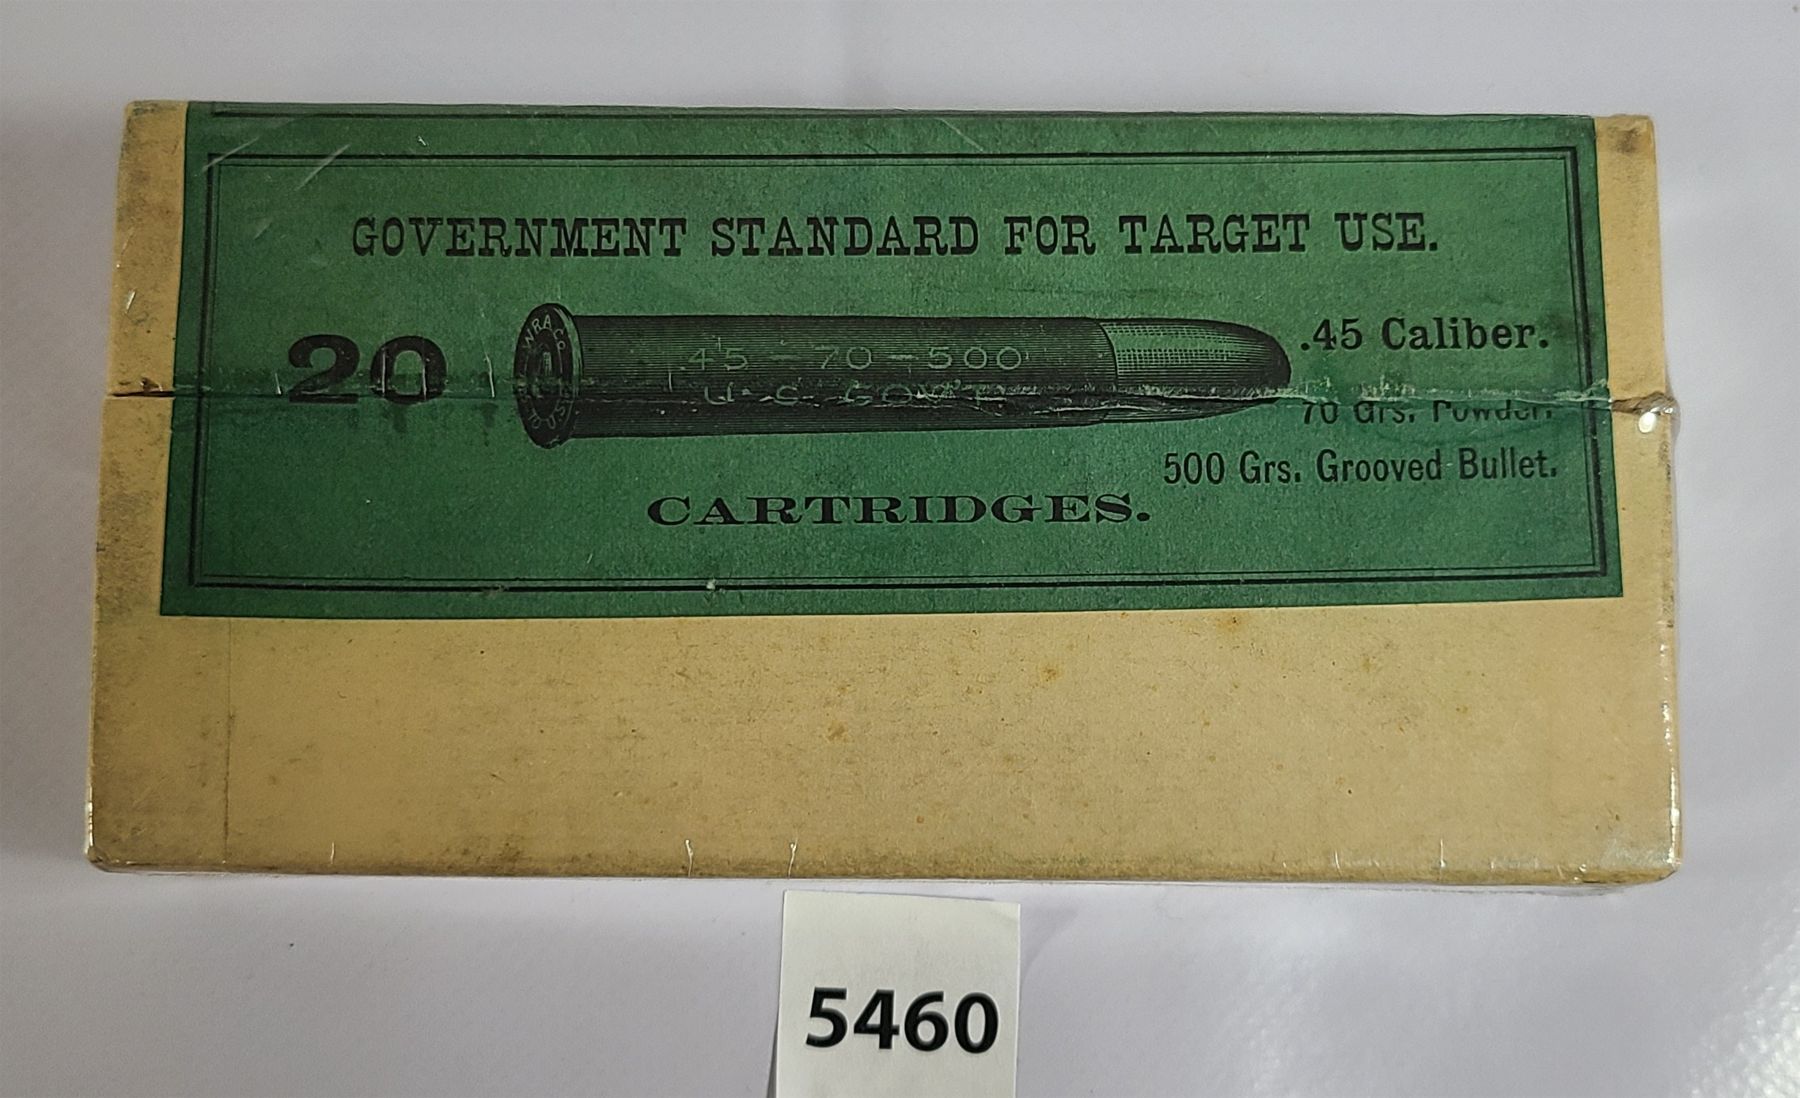 GOVERNMENT STANDARD FOR TARGET USE.
20
W.R.A.Co.
.45-70-500
U.S. GOV'T
.45 Caliber.
70 Grs. Powder.
500 Grs. Grooved Bullet.
CARTRIDGES.
5460